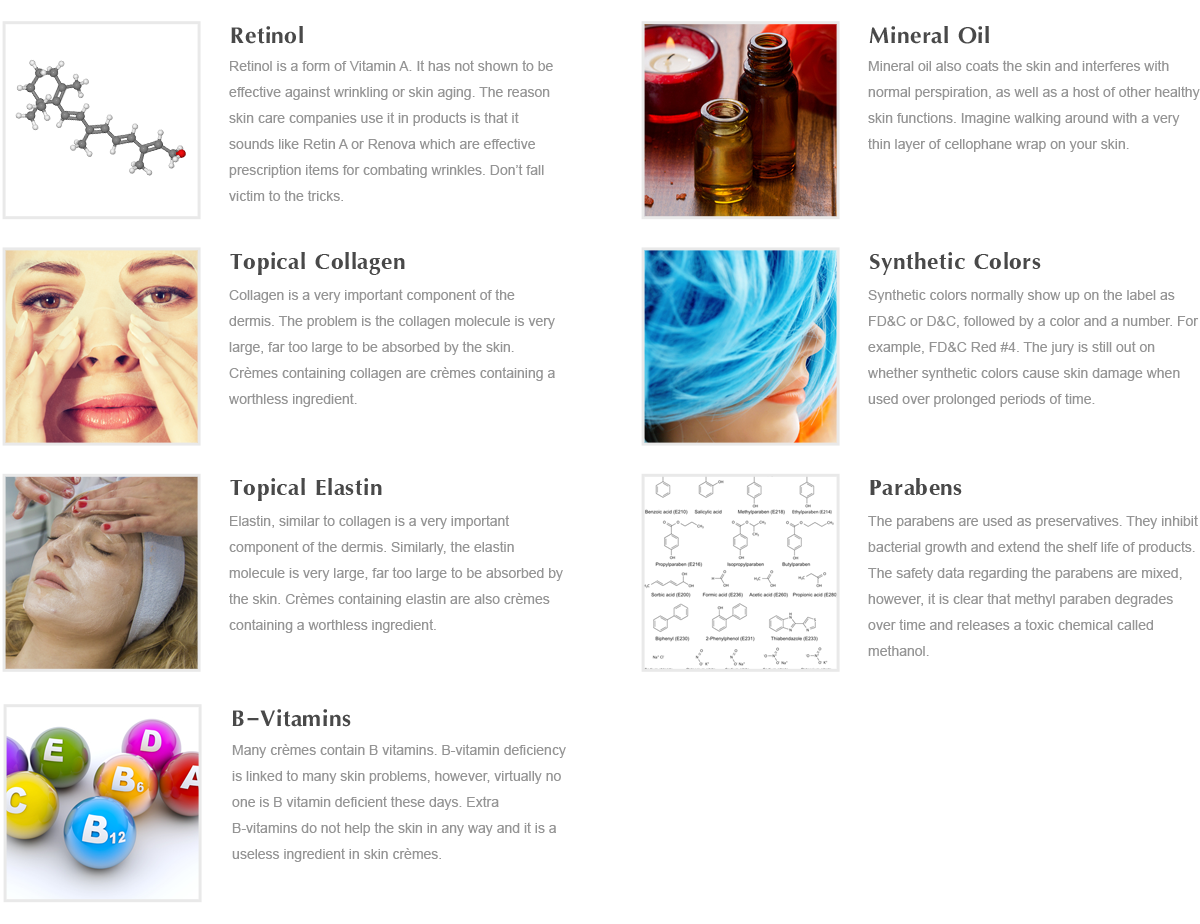 Retinol
Retinol is a form of Vitamin A. It has not shown to be
effective against wrinkling or skin aging. The reason
skin care companies use it in products is that it
sounds like Retin A or Renova which are effective
prescription items for combating wrinkles. Don't fall
victim to the tricks.
Mineral Oil
Mineral oil also coats the skin and interferes with
normal perspiration, as well as a host of other healthy
skin functions. Imagine walking around with a very
thin layer of cellophane wrap on your skin.
Topical Collagen
Collagen is a very important component of the
dermis. The problem is the collagen molecule is very
large, far too large to be absorbed by the skin.
Crèmes containing collagen are crèmes containing a
worthless ingredient.
Synthetic Colors
Synthetic colors normally show up on the label as
FD&C or D&C, followed by a color and a number. For
example, FD&C Red #4. The jury is still out on
whether synthetic colors cause skin damage when
used over prolonged periods of time.
Topical Elastin
Elastin, similar to collagen is a very important
component of the dermis. Similarly, the elastin
molecule is very large, far too large to be absorbed by
the skin. Crèmes containing elastin are also crèmes
containing a worthless ingredient.
Benzoic acid (E210) Salicylic acid Methylparaben (E218) Ethylparaben (E214)
Propylparaben (E216) Isopropylparaben Butylparaben
Sorbic acid (E200) Formic acid (E236) Acetic acid (E260) Propionic acid (E280
Biphenyl (E230) 2-Phenylphenol (E231) Thiabendazole (E233)
Parabens
The parabens are used as preservatives. They inhibit
bacterial growth and extend the shelf life of products.
The safety data regarding the parabens are mixed,
however, it is clear that methyl paraben degrades
over time and releases a toxic chemical called
methanol.
E D
B6 A
C
B12
B-Vitamins
Many crèmes contain B vitamins. B-vitamin deficiency
is linked to many skin problems, however, virtually no
one is B vitamin deficient these days. Extra
B-vitamins do not help the skin in any way and it is a
useless ingredient in skin crèmes.